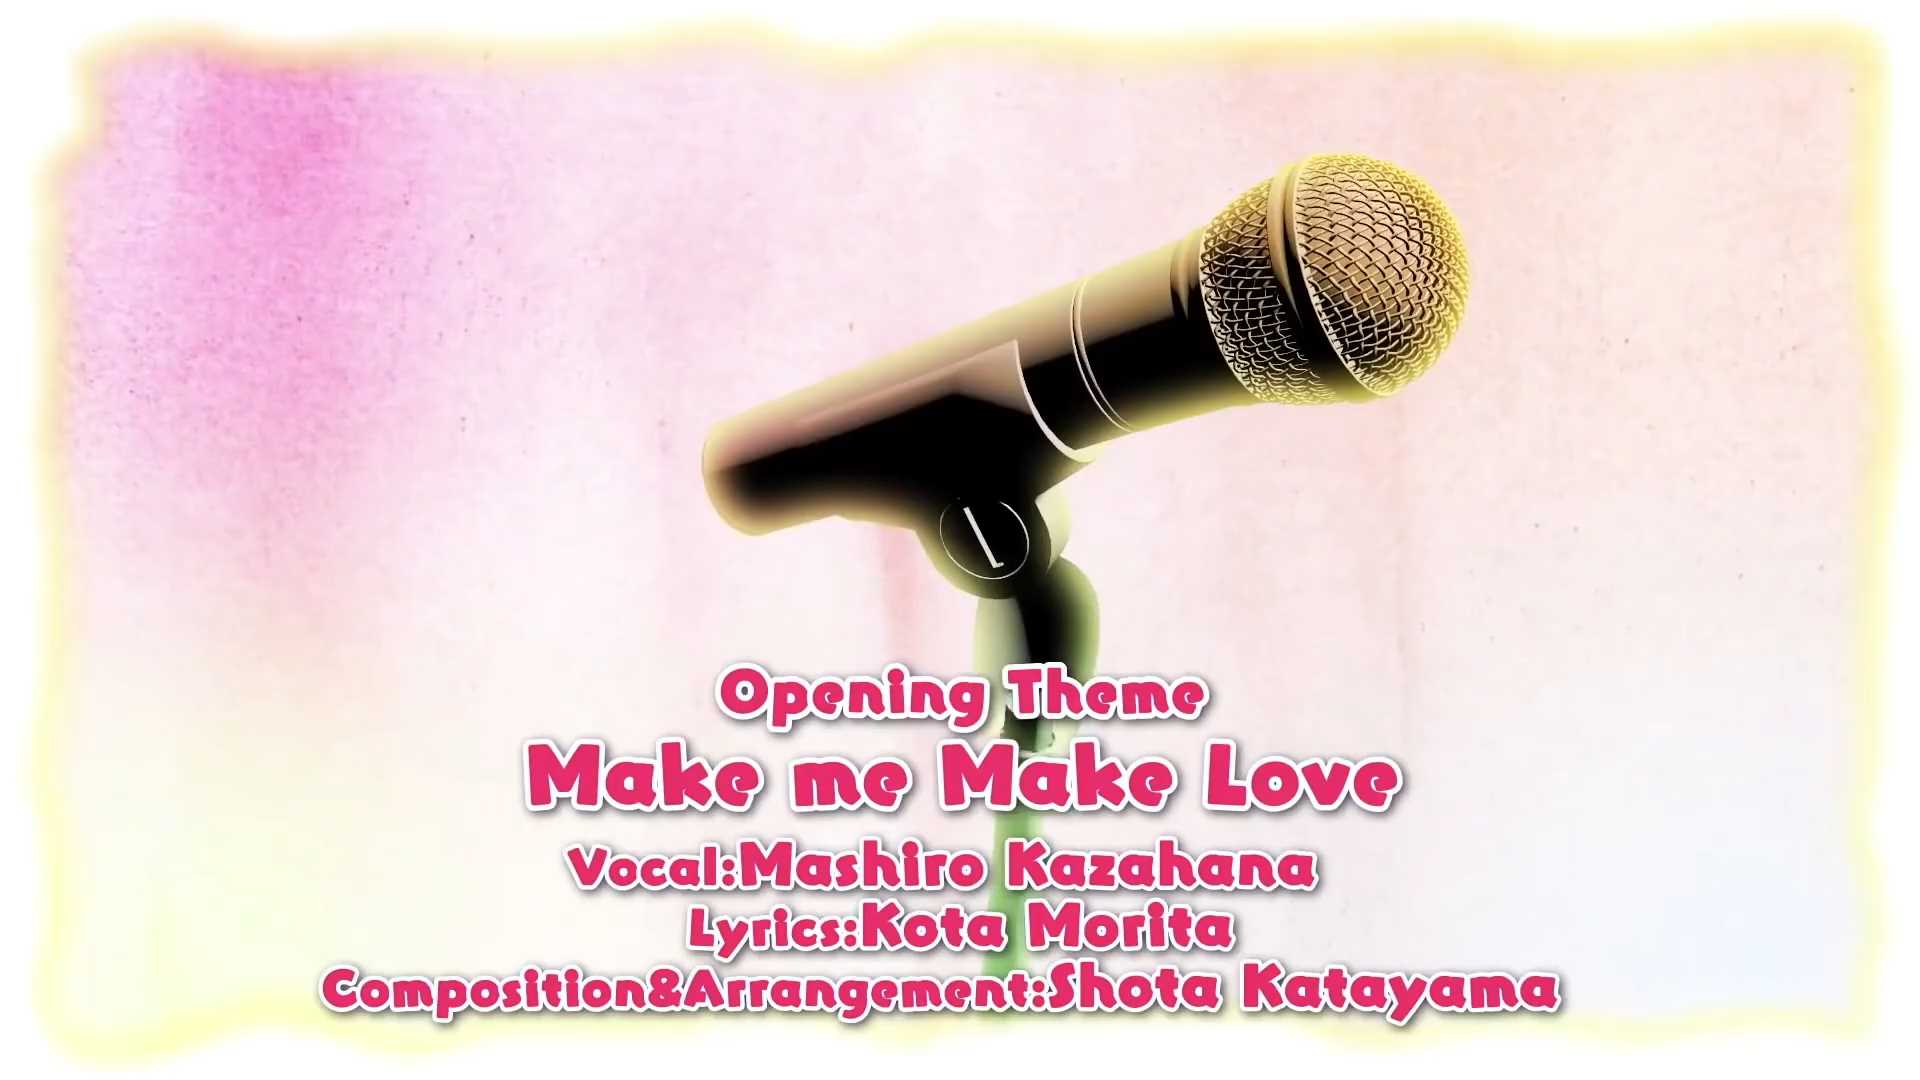 Opening Theme
Make me Make Love
Vocal:Mashiro Kazahana
Lyrics:Kota Morita
Composition&Arrangement:Shota Katayama